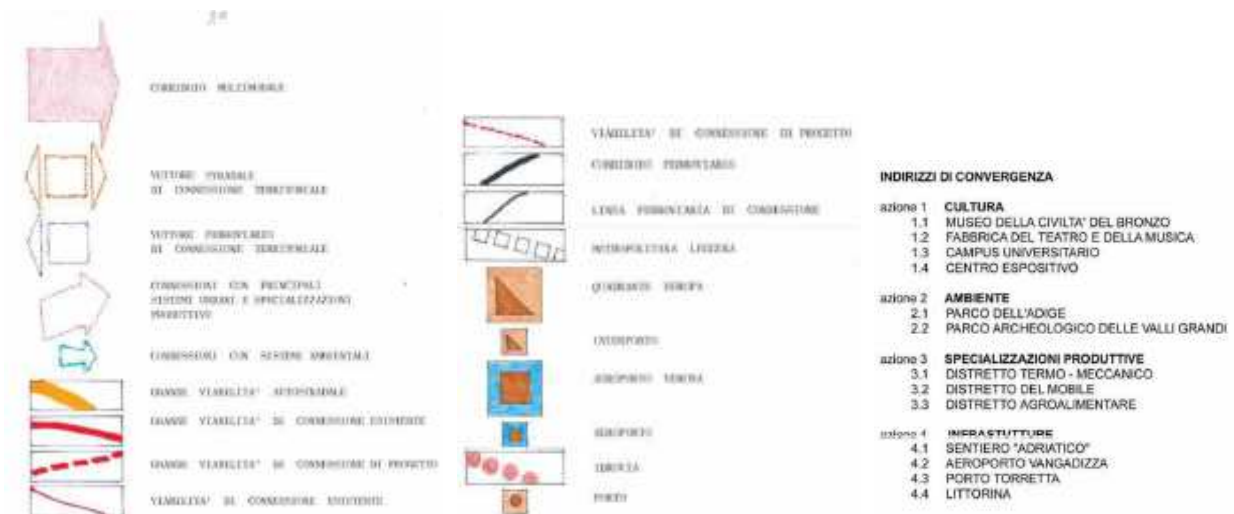 CORRIDOIO MULTIMODALE
VETTORE STRADALE
DI CONNESSIONE TERRITORIALE
VETTORE FERROVIARIO
DI CONNESSIONE TERRITORIALE
CONNESSIONI CON PRINCIPALI
SISTEMI URBANI E SPECIALIZZAZIONI
PRODUTTIVE
CONNESSIONI CON SISTEMI AMBIENTALI
GRANDE VIABILITA' AUTOSTRADALE
GRANDE VIABILITA' DI CONNESSIONE ESISTENTE
GRANDE VIABILITA' DI CONNESSIONE DI PROGETTO
VIABILITA' DI CONNESSIONE ESISTENTE
VIABILITA' DI CONNESSIONE DI PROGETTO
CORRIDOIO FERROVIARIO
LINEA FERROVIARIA DI CONNESSIONE
METROPOLITANA LEGGERA
QUADRANTE EUROPA
INTERPORTO
AEROPORTO VERONA
AEROPORTO
IDROVIA
PORTO
INDIRIZZI DI CONVERGENZA
azione 1 CULTURA
1.1 MUSEO DELLA CIVILTA' DEL BRONZO
1.2 FABBRICA DEL TEATRO E DELLA MUSICA
1.3 CAMPUS UNIVERSITARIO
1.4 CENTRO ESPOSITIVO
azione 2 AMBIENTE
2.1 PARCO DELL'ADIGE
2.2 PARCO ARCHEOLOGICO DELLE VALLI GRANDI
azione 3 SPECIALIZZAZIONI PRODUTTIVE
3.1 DISTRETTO TERMO - MECCANICO
3.2 DISTRETTO DEL MOBILE
3.3 DISTRETTO AGROALIMENTARE
azione 4 INFRASTUTTURE
4.1 SENTIERO "ADRIATICO"
4.2 AEROPORTO VANGADIZZA
4.3 PORTO TORRETTA
4.4 LITTORINA